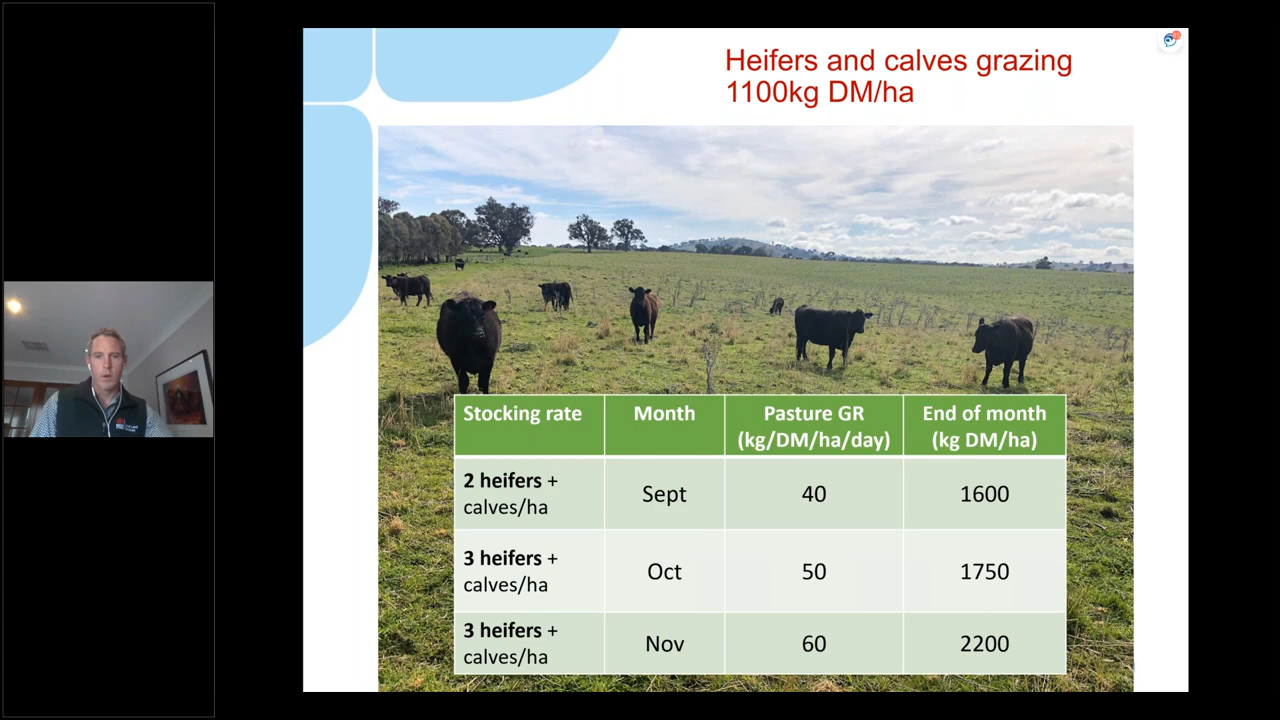 Heifers and calves grazing
1100kg DM/ha
Stocking rate
Month
Pasture GR
(kg/DM/ha/day)
End of month
(kg DM/ha)
2 heifers +
calves/ha
Sept
40
1600
3 heifers +
calves/ha
Oct
50
1750
3 heifers +
calves/ha
Nov
60
2200